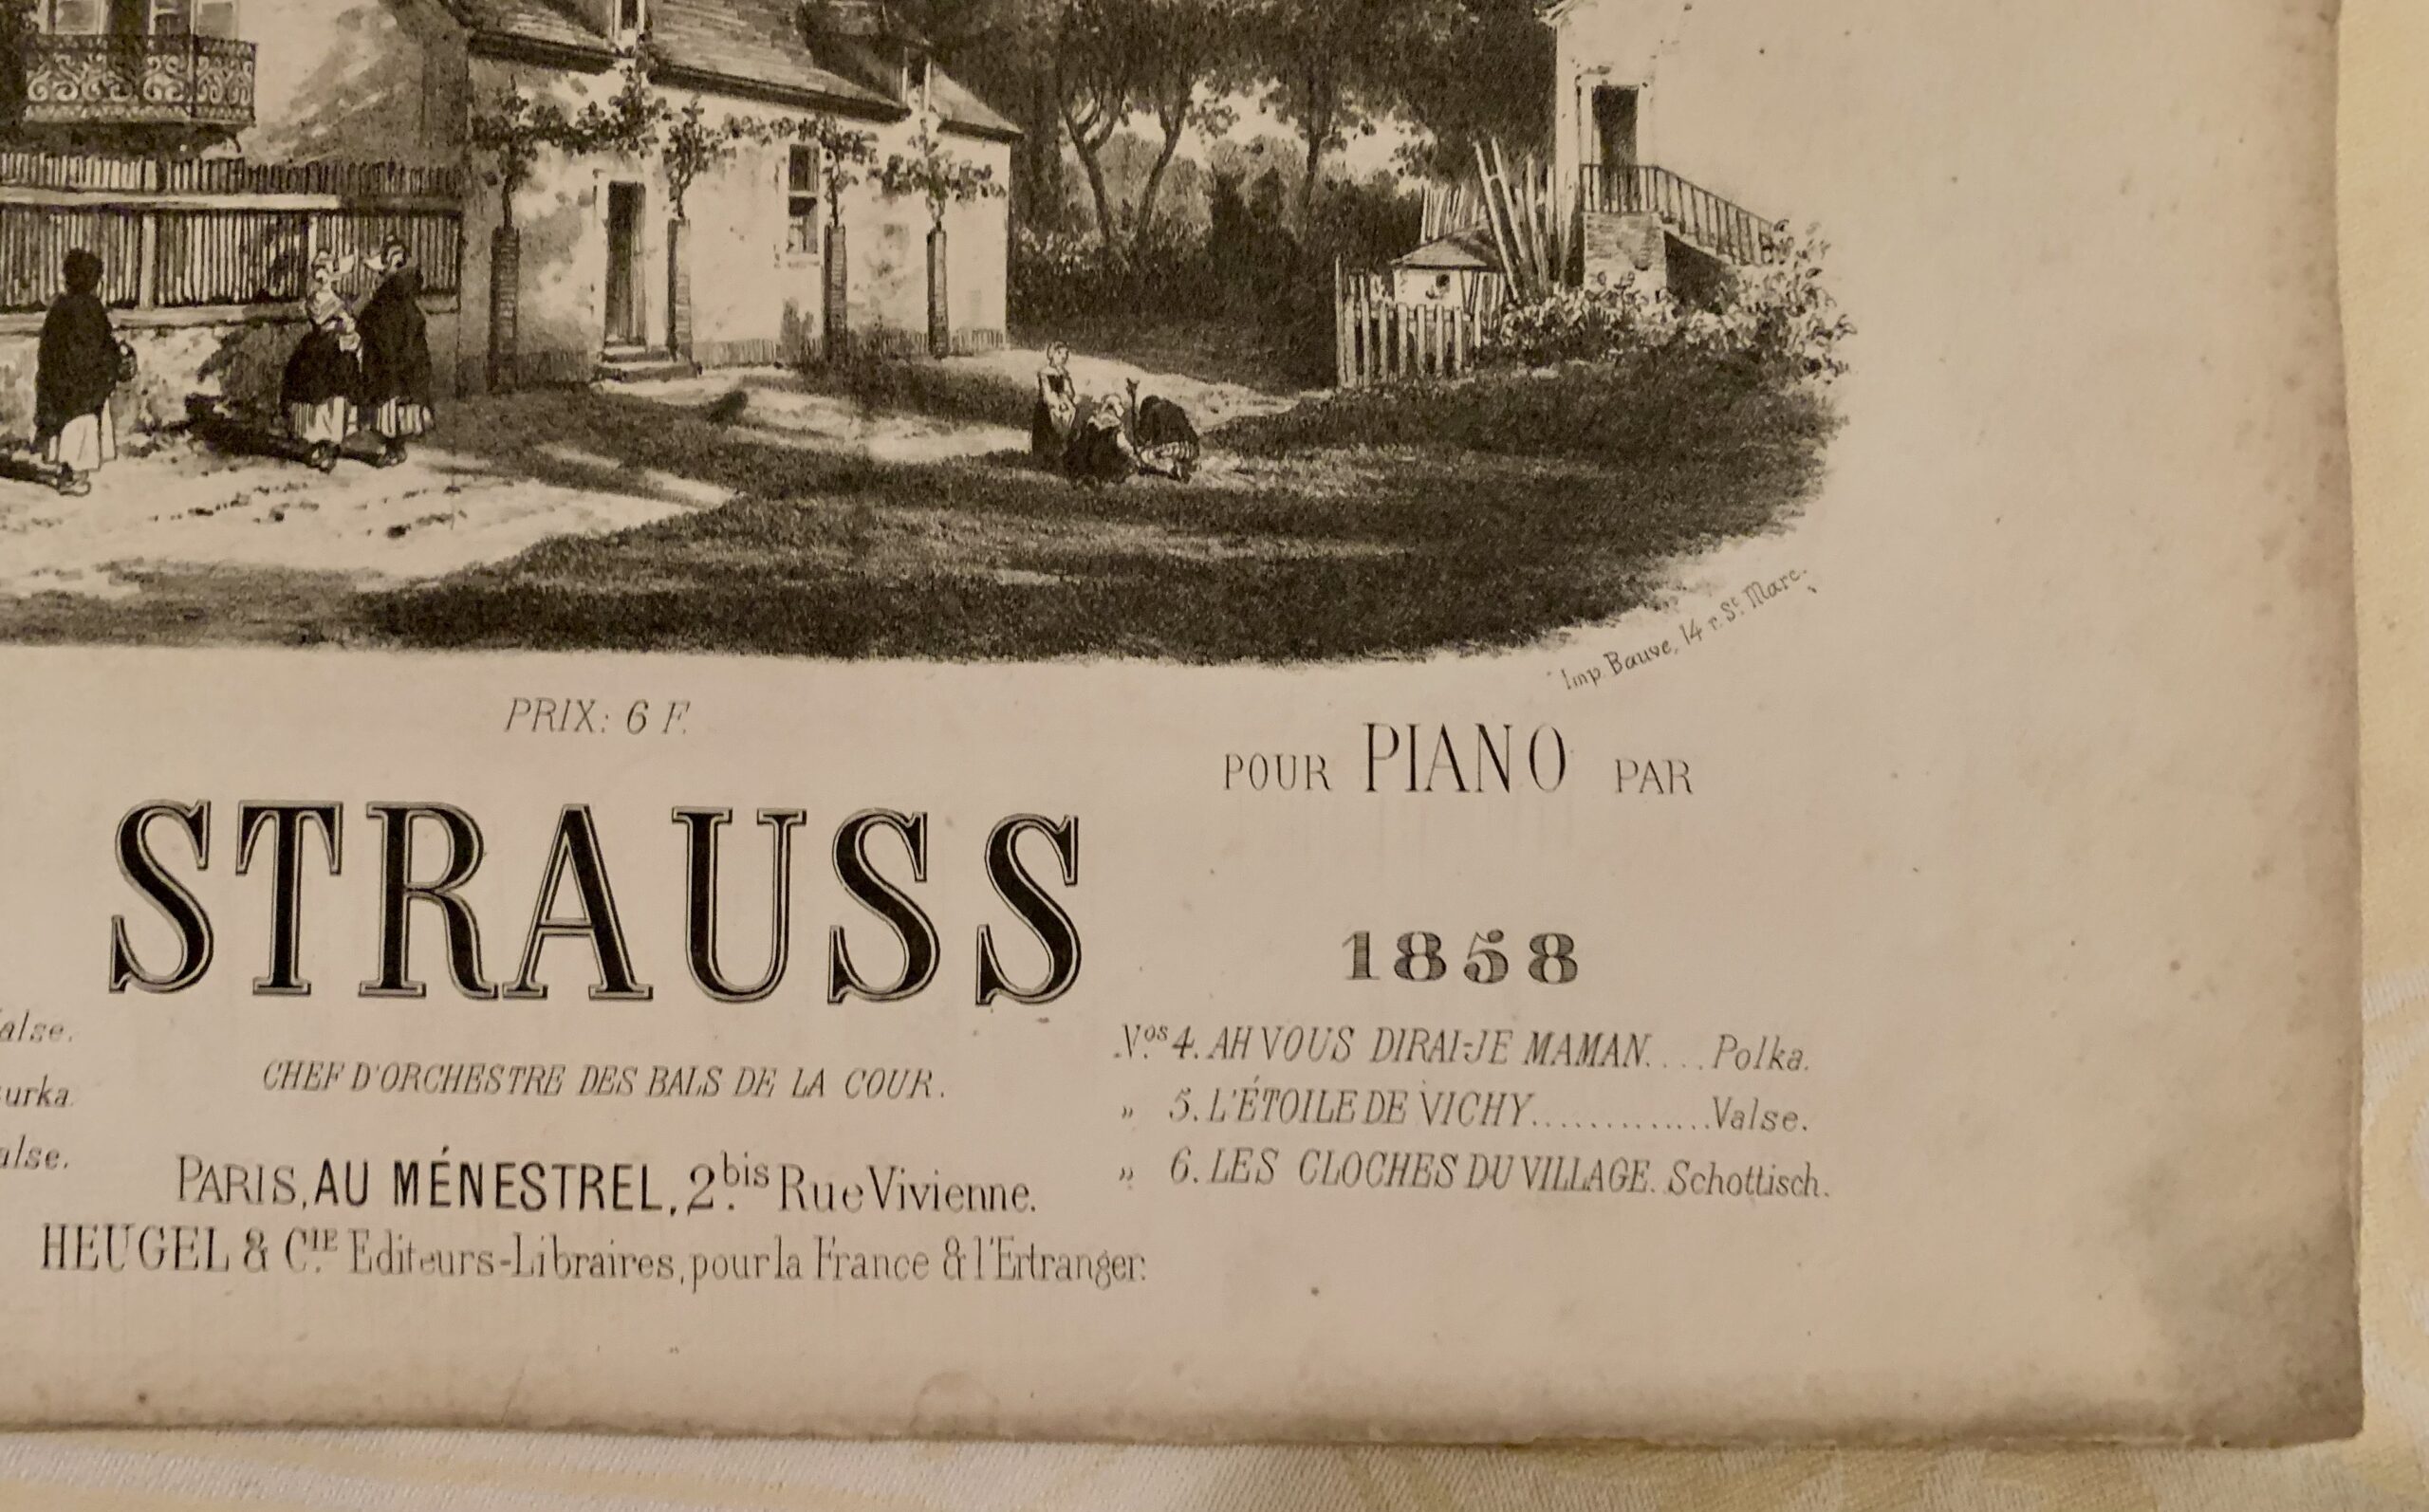 Imp. Bauve, 14 r. St. Marc.
PRIX: 6 F.
POUR PIANO PAR
STRAUSS
1858
alse.
urka.
alse.
CHEF D'ORCHESTRE DES BALS DE LA COUR.
PARIS, AU MÉNESTREL, 2bis Rue Vivienne.
HEUGEL & CIE Editeurs-Libraires, pour la France & l'Ertranger.
Nos 4. AH VOUS DIRAI-JE MAMAN.... Polka.
" 5. L'ÉTOILE DE VICHY.............. Valse.
" 6. LES CLOCHES DU VILLAGE. Schottisch.